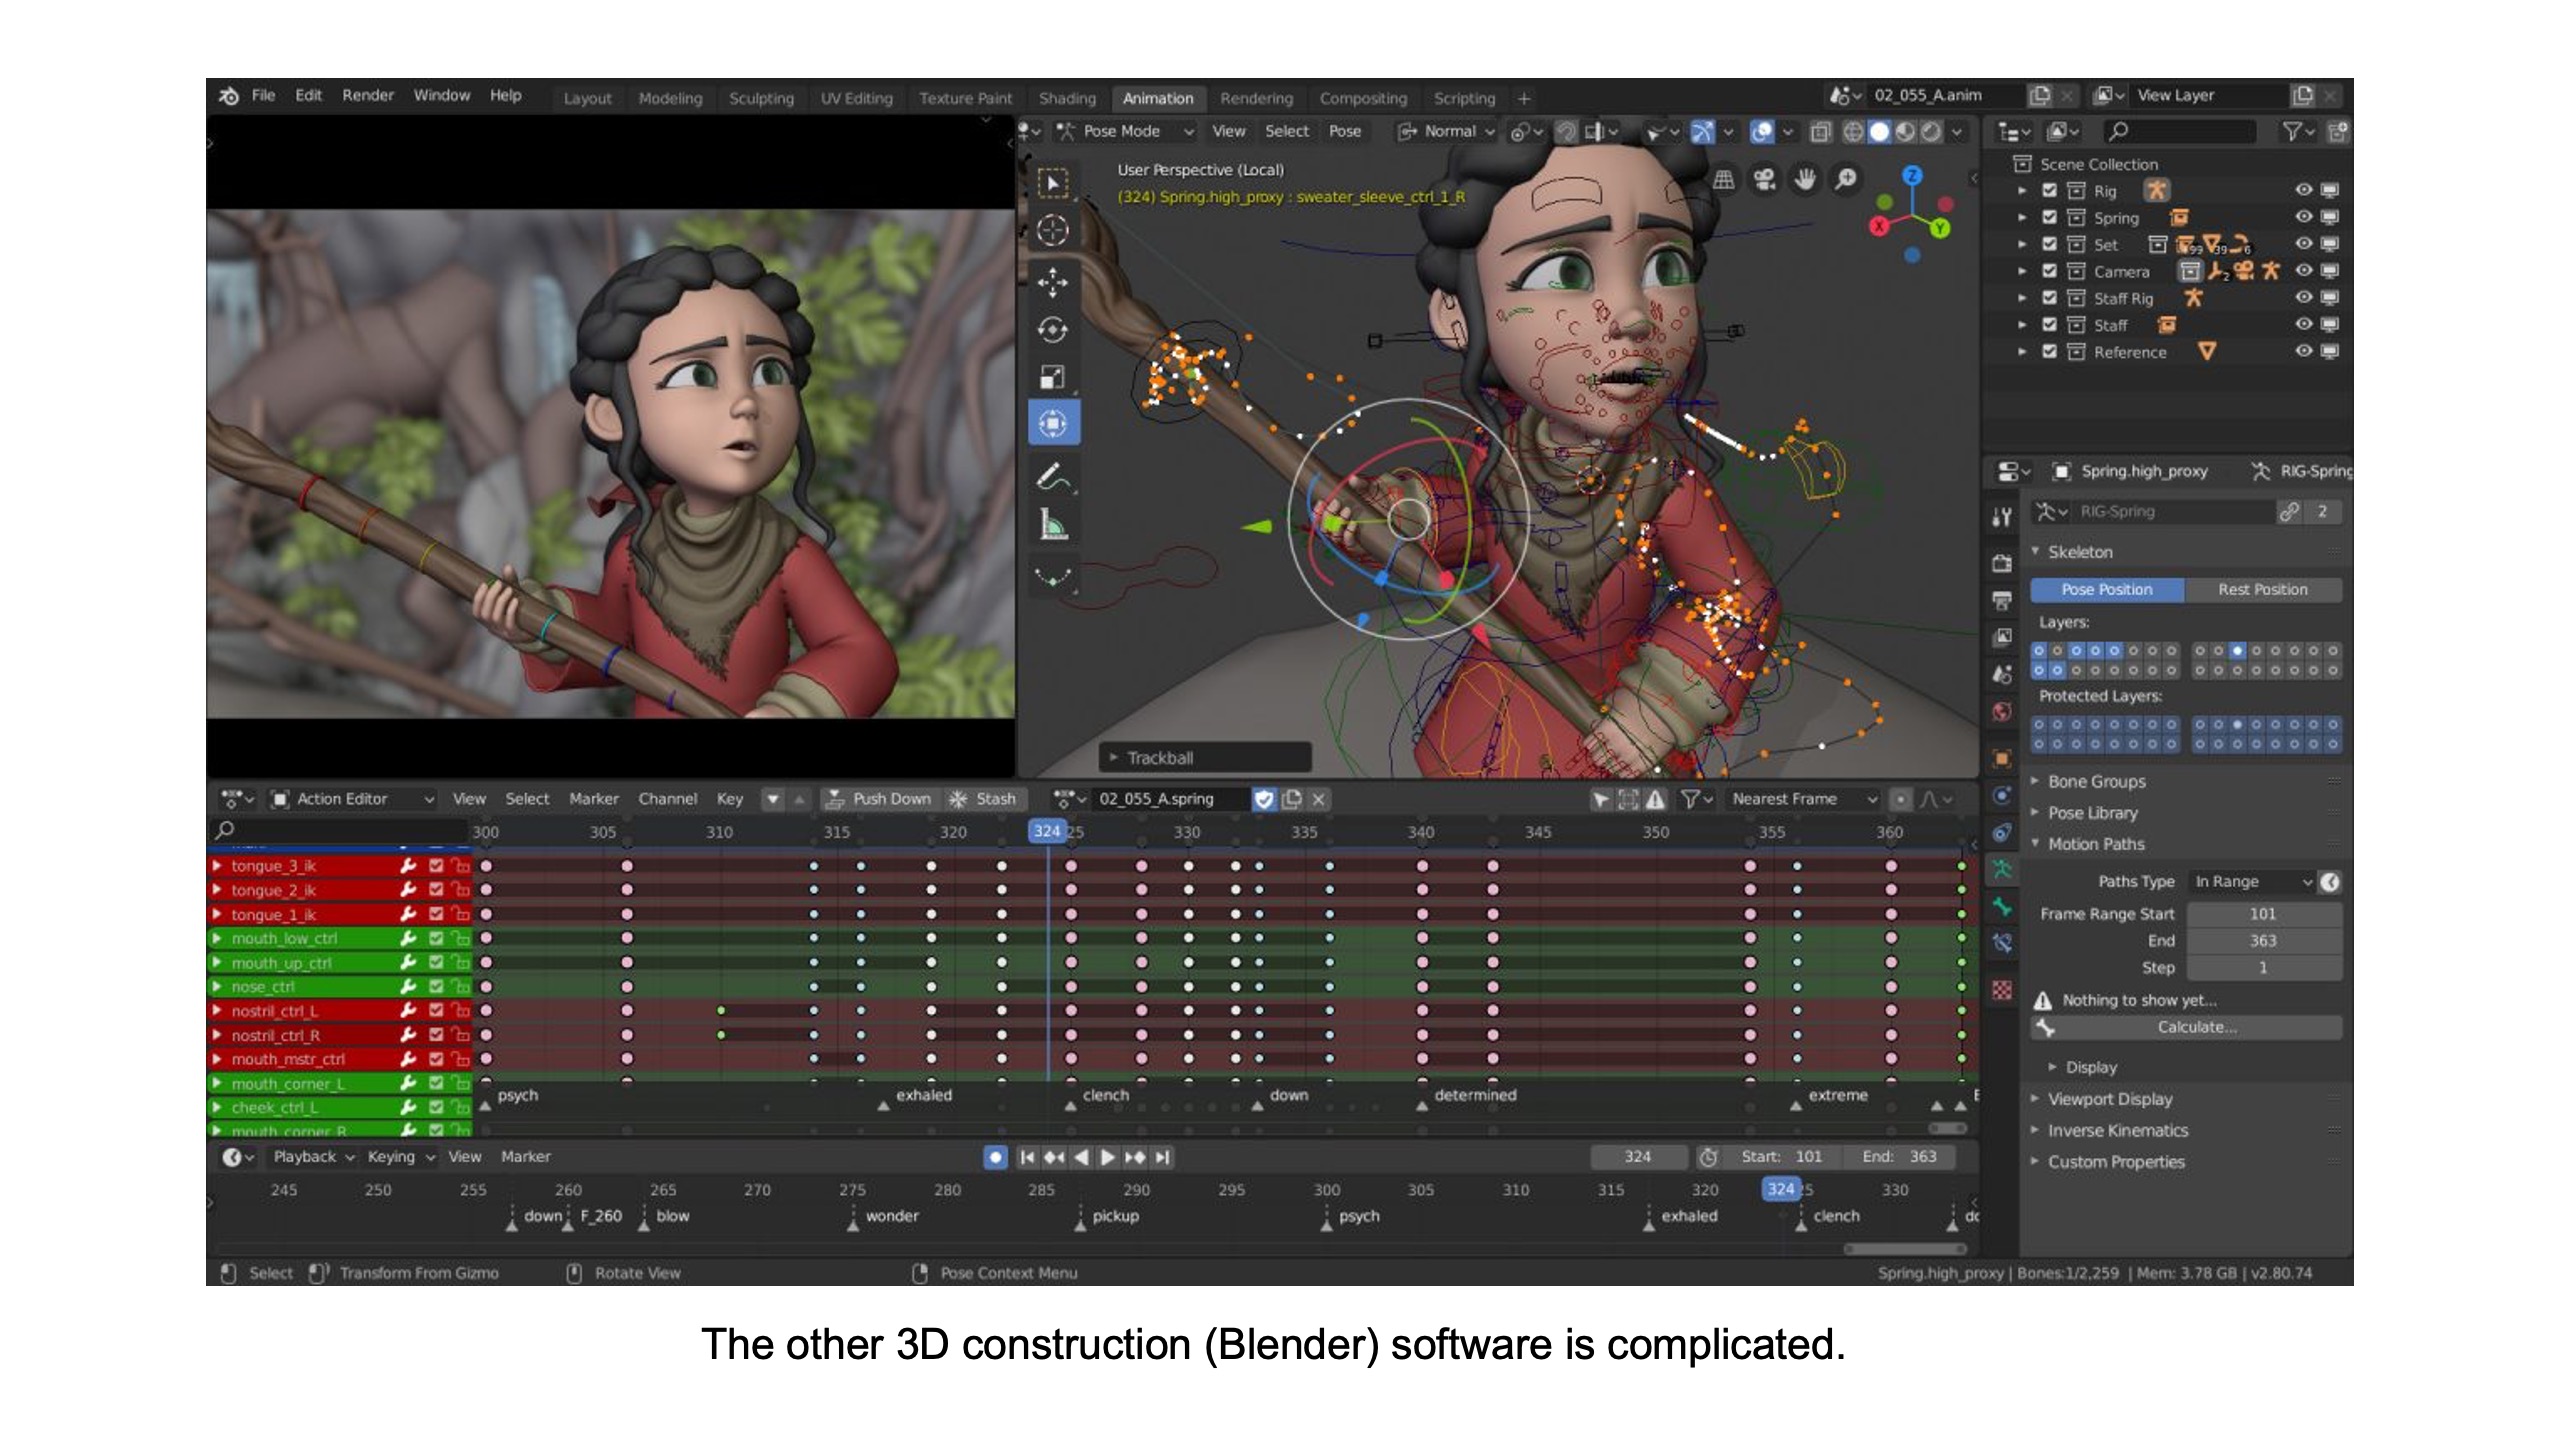 File Edit Render Window Help Layout Modeling Sculpting UV Editing Texture Paint Shading Animation Rendering Compositing Scripting + 02_055_A.anim View Layer
Pose Mode View Select Pose Normal
User Perspective (Local)
(324) Spring.high_proxy : sweater_sleeve_ctrl_1_R
Z
X
Y
Trackball
Scene Collection
Rig
Spring
Set 99 39 6
Camera 2
Staff Rig
Staff
Reference
Spring.high_proxy RIG-Spring
RIG-Spring 2
Skeleton
Pose Position Rest Position
Layers:
Protected Layers:
Bone Groups
Pose Library
Motion Paths
Paths Type In Range
Frame Range Start 101
End 363
Step 1
Nothing to show yet...
Calculate...
Display
Viewport Display
Inverse Kinematics
Custom Properties
Action Editor View Select Marker Channel Key Push Down Stash 02_055_A.spring Nearest Frame
300 305 310 315 320 324 25 330 335 340 345 350 355 360
tongue_3_ik
tongue_2_ik
tongue_1_ik
mouth_low_ctrl
mouth_up_ctrl
nose_ctrl
nostril_ctrl_L
nostril_ctrl_R
mouth_mstr_ctrl
mouth_corner_L
cheek_ctrl_L
mouth_corner_R
psych exhaled clench down determined extreme E
Playback Keying View Marker 324 Start: 101 End: 363
245 250 255 260 265 270 275 280 285 290 295 300 305 310 315 320 324 5 330
down F_260 blow wonder pickup psych exhaled clench do
Select Transform From Gizmo Rotate View Pose Context Menu Spring.high_proxy | Bones:1/2,259 | Mem: 3.78 GB | v2.80.74
The other 3D construction (Blender) software is complicated.